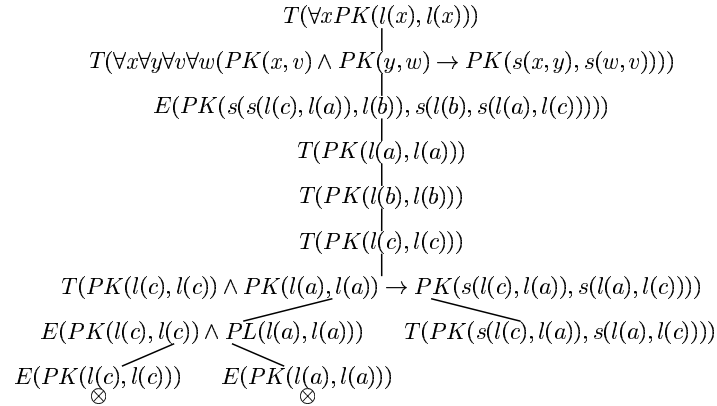 T(∀xPK(l(x), l(x)))
T(∀x∀y∀v∀w(PK(x, v) ∧ PK(y, w) → PK(s(x, y), s(w, v))))
E(PK(s(s(l(c), l(a)), l(b)), s(l(b), s(l(a), l(c)))))
T(PK(l(a), l(a)))
T(PK(l(b), l(b)))
T(PK(l(c), l(c)))
T(PK(l(c), l(c)) ∧ PK(l(a), l(a)) → PK(s(l(c), l(a)), s(l(a), l(c))))
E(PK(l(c), l(c)) ∧ PL(l(a), l(a))) T(PK(s(l(c), l(a)), s(l(a), l(c))))
E(PK(l(c), l(c))) E(PK(l(a), l(a)))
⊗ ⊗